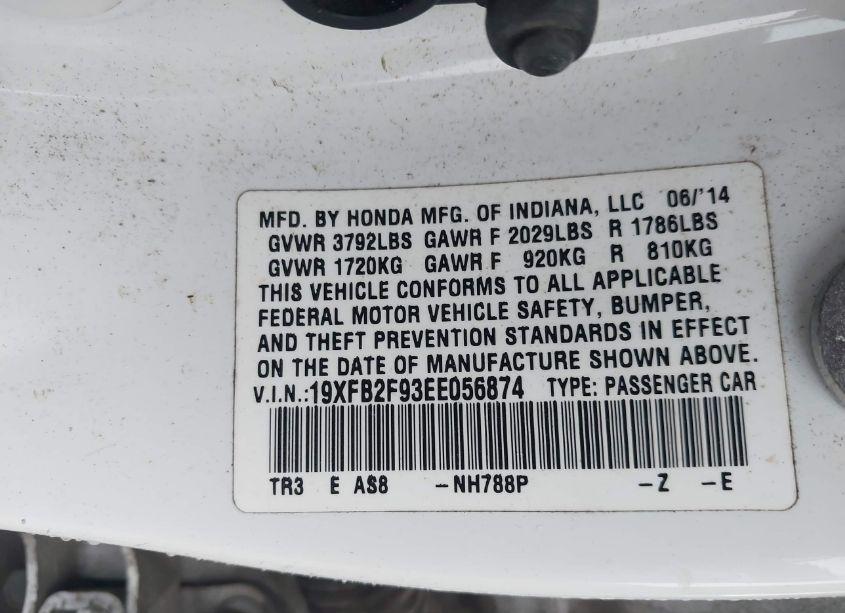 MFD. BY HONDA MFG. OF INDIANA, LLC 06/'14
GVWR 3792LBS GAWR F 2029LBS R 1786LBS
GVWR 1720KG GAWR F 920KG R 810KG
THIS VEHICLE CONFORMS TO ALL APPLICABLE
FEDERAL MOTOR VEHICLE SAFETY, BUMPER,
AND THEFT PREVENTION STANDARDS IN EFFECT
ON THE DATE OF MANUFACTURE SHOWN ABOVE.
V.I.N.:19XFB2F93EE056874 TYPE: PASSENGER CAR
TR3 E AS8 -NH788P -Z -E